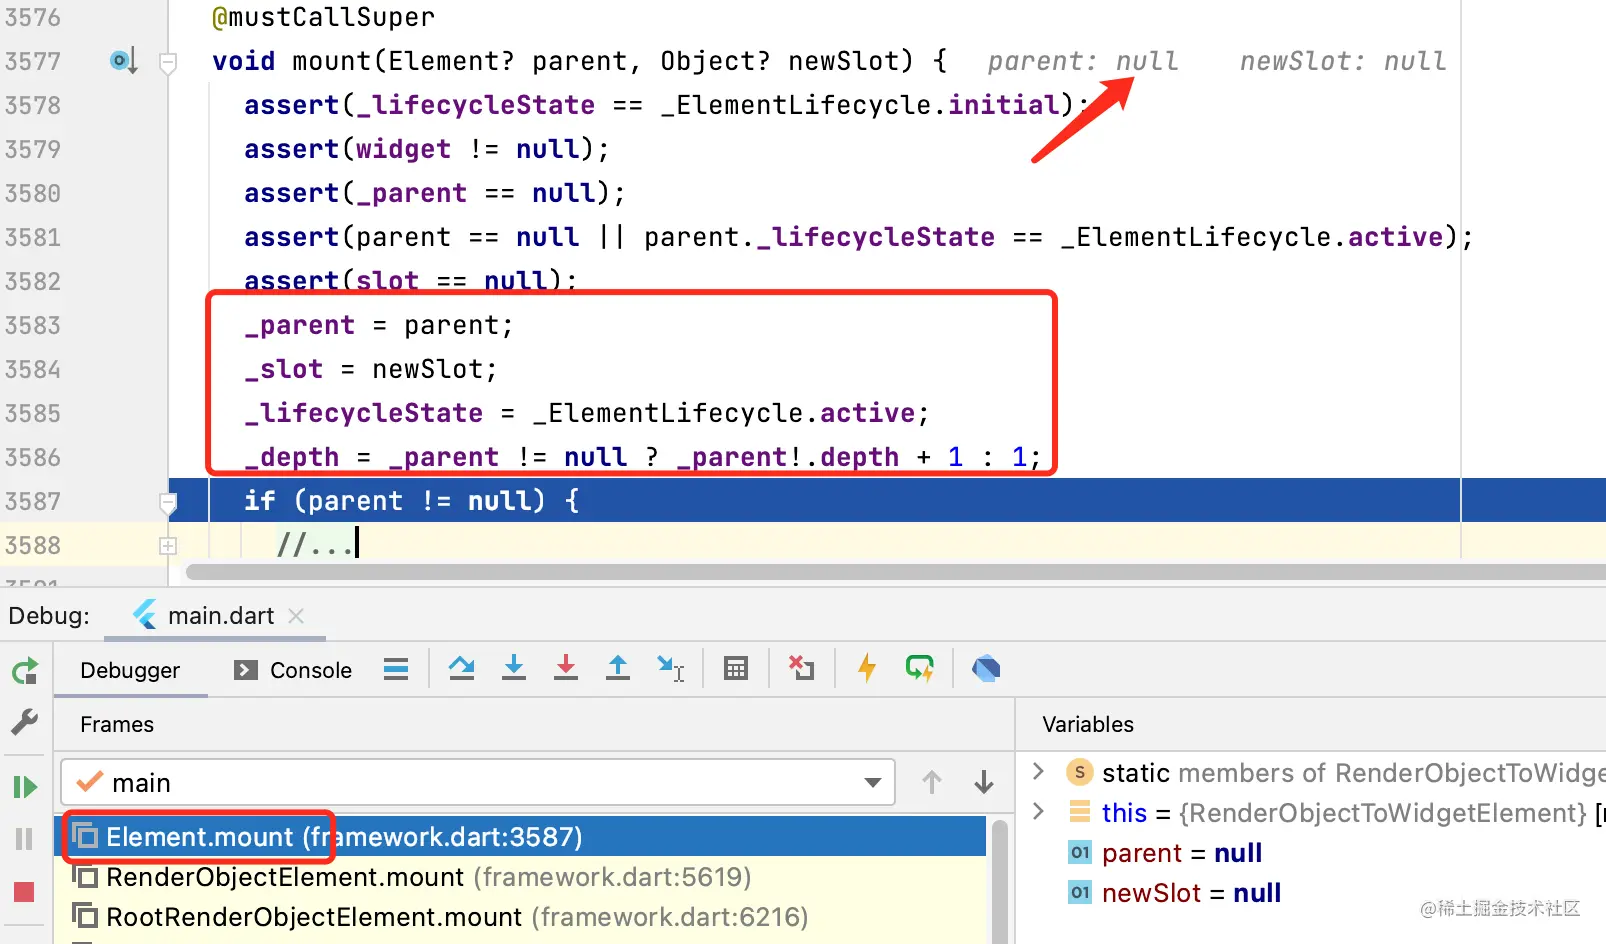 3576 @mustCallSuper
3577 void mount(Element? parent, Object? newSlot) { parent: null newSlot: null
3578 assert(_lifecycleState == _ElementLifecycle.initial);
3579 assert(widget != null);
3580 assert(_parent == null);
3581 assert(parent == null || parent._lifecycleState == _ElementLifecycle.active);
3582 assert(slot == null);
3583 _parent = parent;
3584 _slot = newSlot;
3585 _lifecycleState = _ElementLifecycle.active;
3586 _depth = _parent != null ? _parent!.depth + 1 : 1;
3587 if (parent != null) {
3588 //...
Debug: main.dart
Debugger Console
Frames Variables
main
static members of RenderObjectToWidge
Element.mount (framework.dart:3587)
this = {RenderObjectToWidgetElement} [
RenderObjectElement.mount (framework.dart:5619)
parent = null
RootRenderObjectElement.mount (framework.dart:6216)
newSlot = null
@稀土掘金技术社区